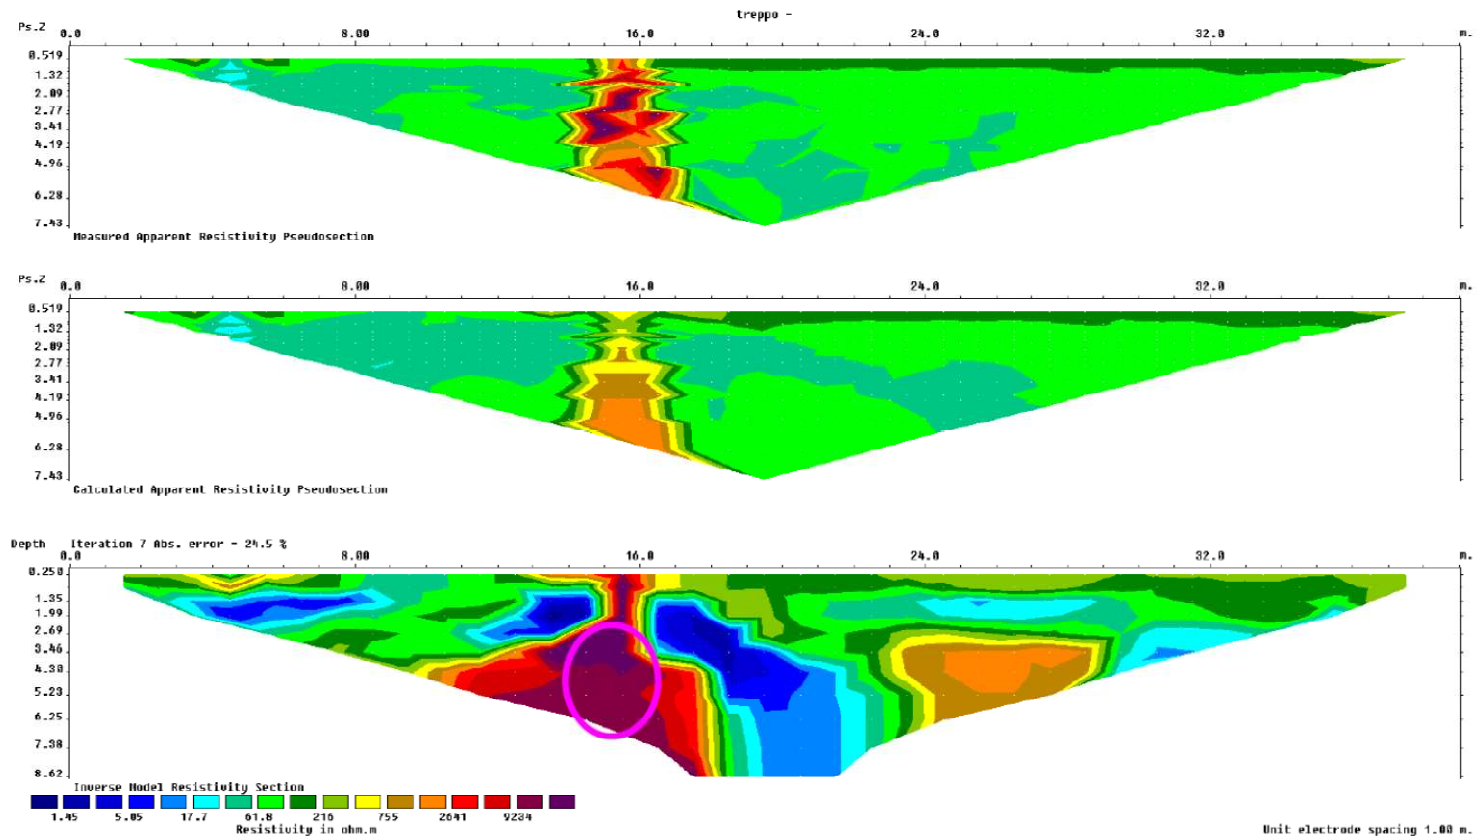 treppo -
Ps.Z 0.0 8.00 16.0 24.0 32.0 m.
0.519
1.32
2.09
2.77
3.41
4.19
4.96
6.28
7.43
Measured Apparent Resistivity Pseudosection
Ps.Z 0.0 8.00 16.0 24.0 32.0 m.
0.519
1.32
2.09
2.77
3.41
4.19
4.96
6.28
7.43
Calculated Apparent Resistivity Pseudosection
Depth Iteration 7 Abs. error - 24.5 %
0.0 8.00 16.0 24.0 32.0 m.
0.250
1.35
1.99
2.69
3.46
4.30
5.23
6.25
7.38
8.62
Inverse Model Resistivity Section
1.45 5.05 17.7 61.8 216 755 2641 9234
Resistivity in ohm.m
Unit electrode spacing 1.00 m.